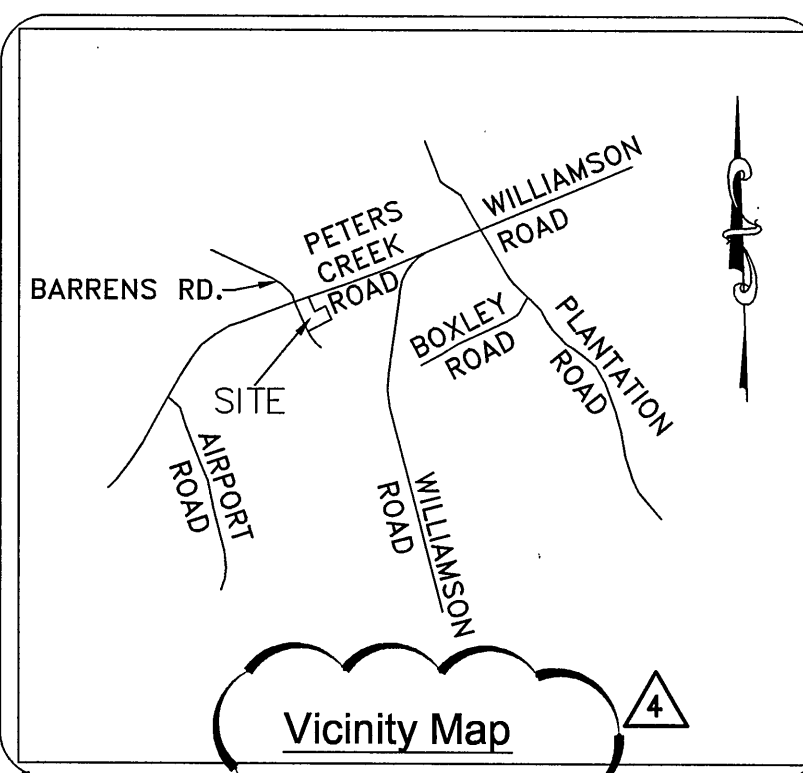 WILLIAMSON
ROAD
PETERS
CREEK
ROAD
BARRENS RD.
BOXLEY
ROAD
PLANTATION
ROAD
SITE
AIRPORT
ROAD
WILLIAMSON
ROAD
Vicinity Map
4